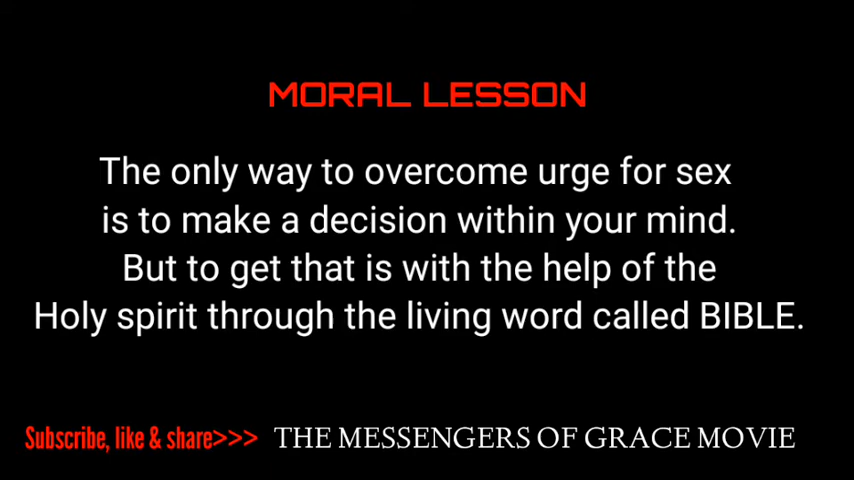 MORAL LESSON
The only way to overcome urge for sex
is to make a decision within your mind.
But to get that is with the help of the
Holy spirit through the living word called BIBLE.
Subscribe, like & share>>> THE MESSENGERS OF GRACE MOVIE